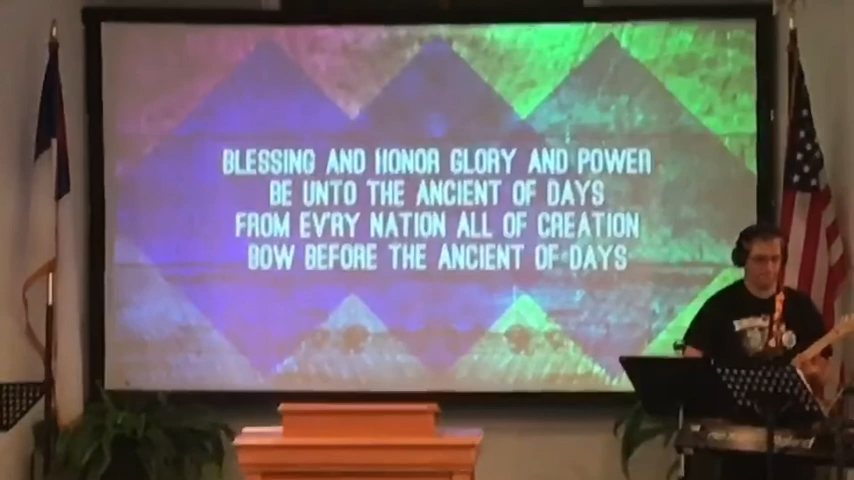 BLESSING AND HONOR GLORY AND POWER
BE UNTO THE ANCIENT OF DAYS
FROM EV'RY NATION ALL OF CREATION
BOW BEFORE THE ANCIENT OF DAYS